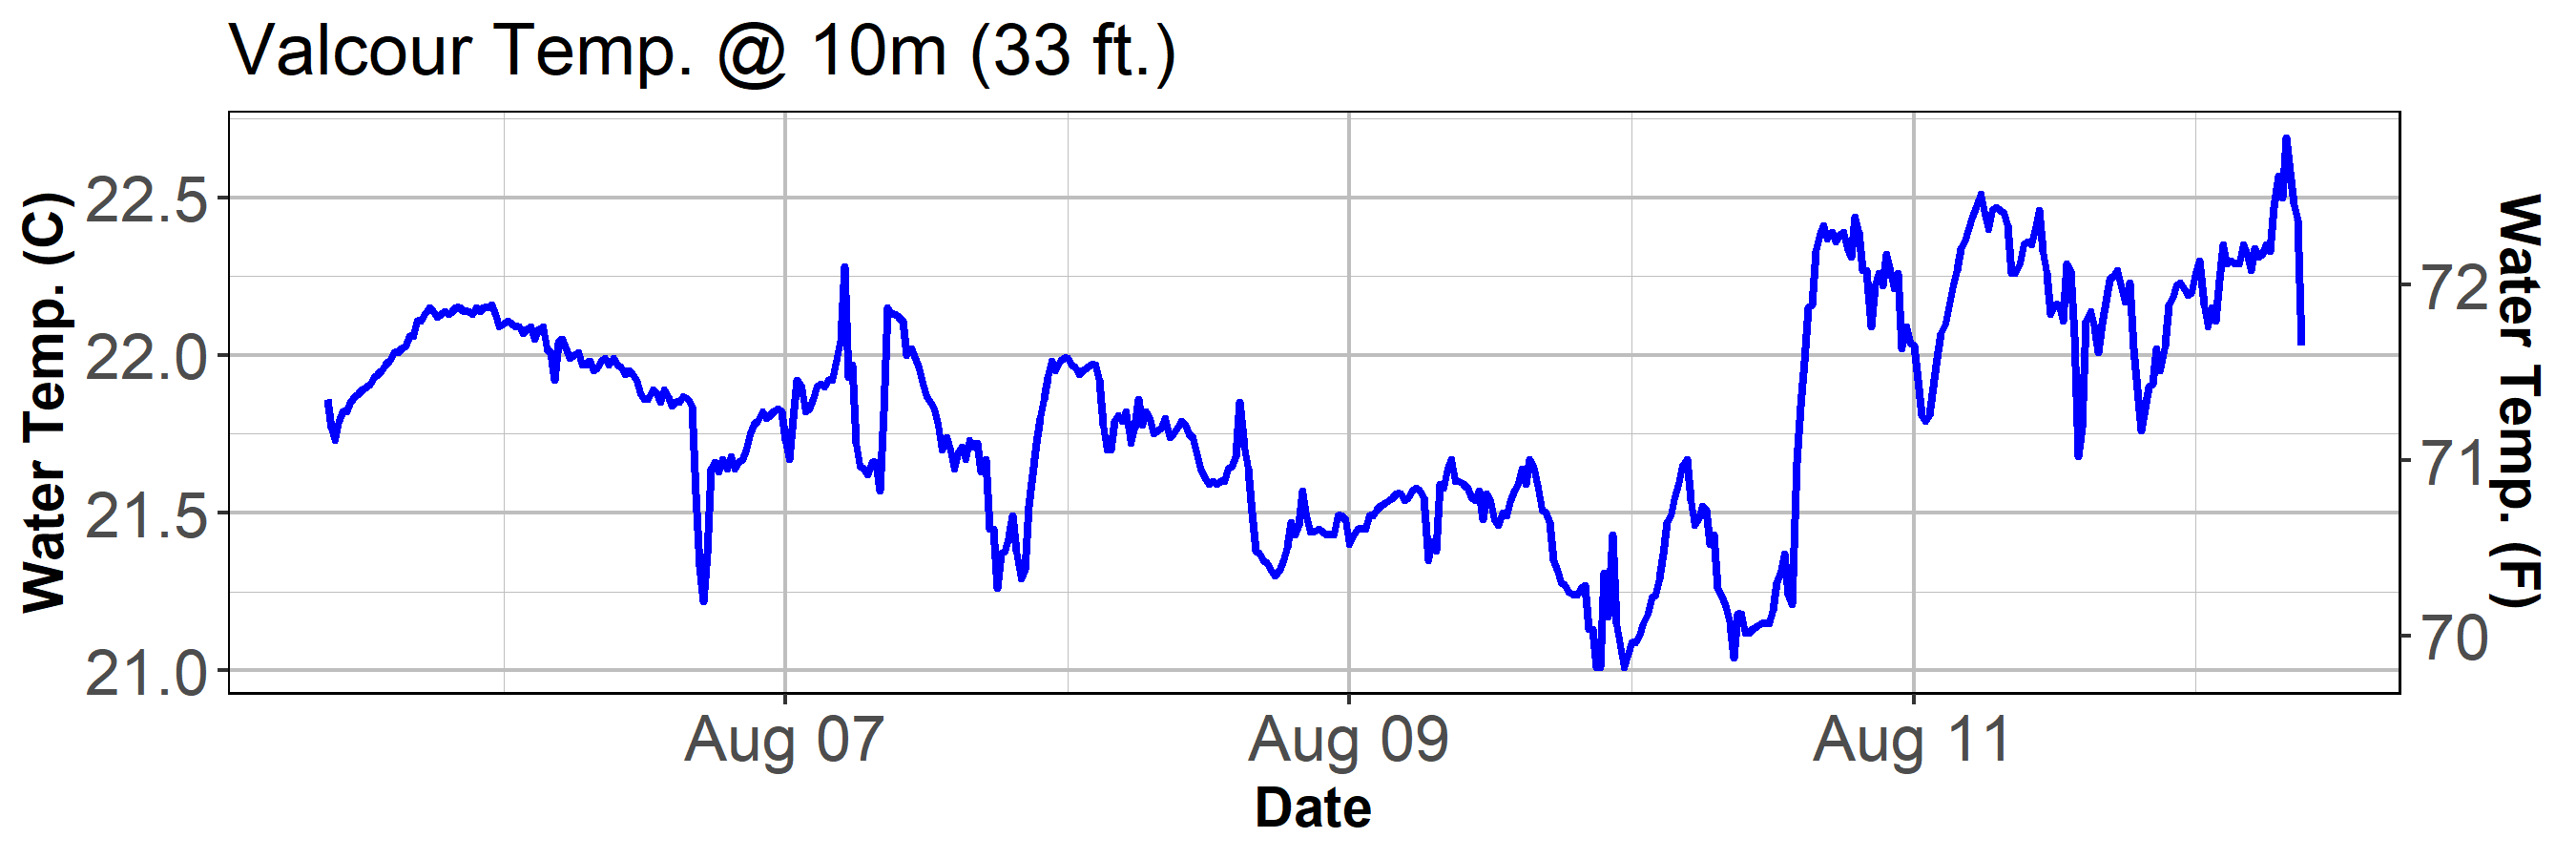 Valcour Temp. @ 10m (33 ft.)
Water Temp. (C)
22.5
22.0
21.5
21.0
72
71
70
Water Temp. (F)
Aug 07 Aug 09 Aug 11
Date